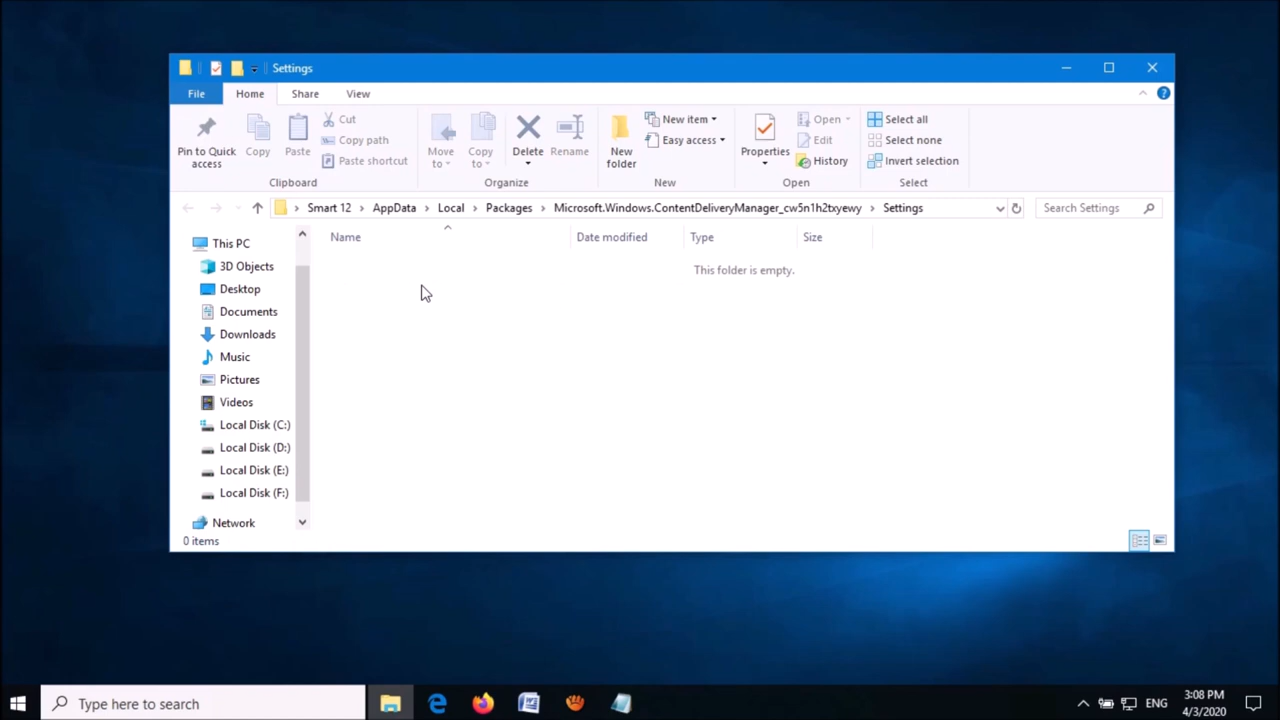 Settings
File Home Share View
Pin to Quick access
Copy
Paste
Cut
Copy path
Paste shortcut
Clipboard
Move to
Copy to
Delete
Rename
Organize
New folder
New item
Easy access
New
Properties
Open
Edit
History
Open
Select all
Select none
Invert selection
Select
Smart 12 › AppData › Local › Packages › Microsoft.Windows.ContentDeliveryManager_cw5n1h2txyewy › Settings
Search Settings
Name Date modified Type Size
This folder is empty.
This PC
3D Objects
Desktop
Documents
Downloads
Music
Pictures
Videos
Local Disk (C:)
Local Disk (D:)
Local Disk (E:)
Local Disk (F:)
Network
0 items
Type here to search
ENG
3:08 PM
4/3/2020